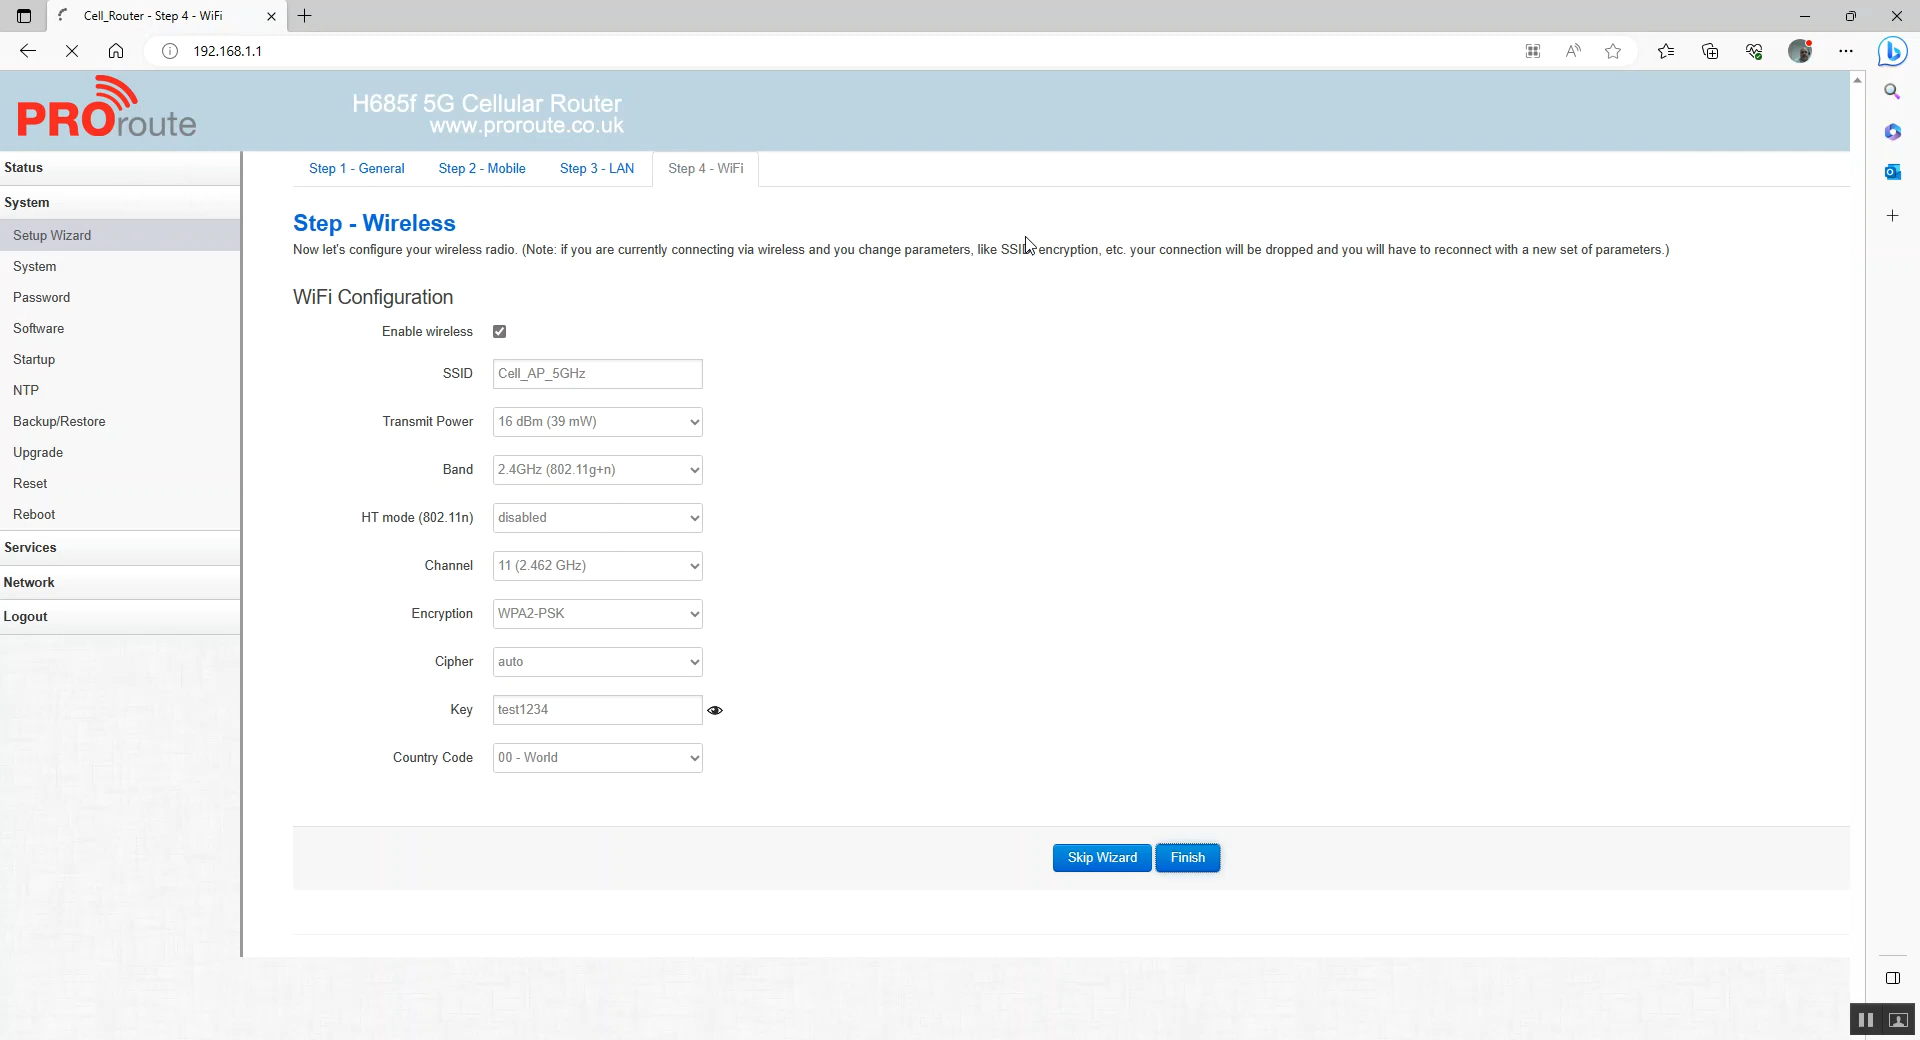 Cell_Router - Step 4 - WiFi
192.168.1.1
PROroute
H685f 5G Cellular Router
www.proroute.co.uk
Status
System
Setup Wizard
System
Password
Software
Startup
NTP
Backup/Restore
Upgrade
Reset
Reboot
Services
Network
Logout
Step 1 - General
Step 2 - Mobile
Step 3 - LAN
Step 4 - WiFi
Step - Wireless
Now let's configure your wireless radio. (Note: if you are currently connecting via wireless and you change parameters, like SSID, encryption, etc. your connection will be dropped and you will have to reconnect with a new set of parameters.)
WiFi Configuration
Enable wireless
SSID Cell_AP_5GHz
Transmit Power 16 dBm (39 mW)
Band 2.4GHz (802.11g+n)
HT mode (802.11n) disabled
Channel 11 (2.462 GHz)
Encryption WPA2-PSK
Cipher auto
Key test1234
Country Code 00 - World
Skip Wizard Finish